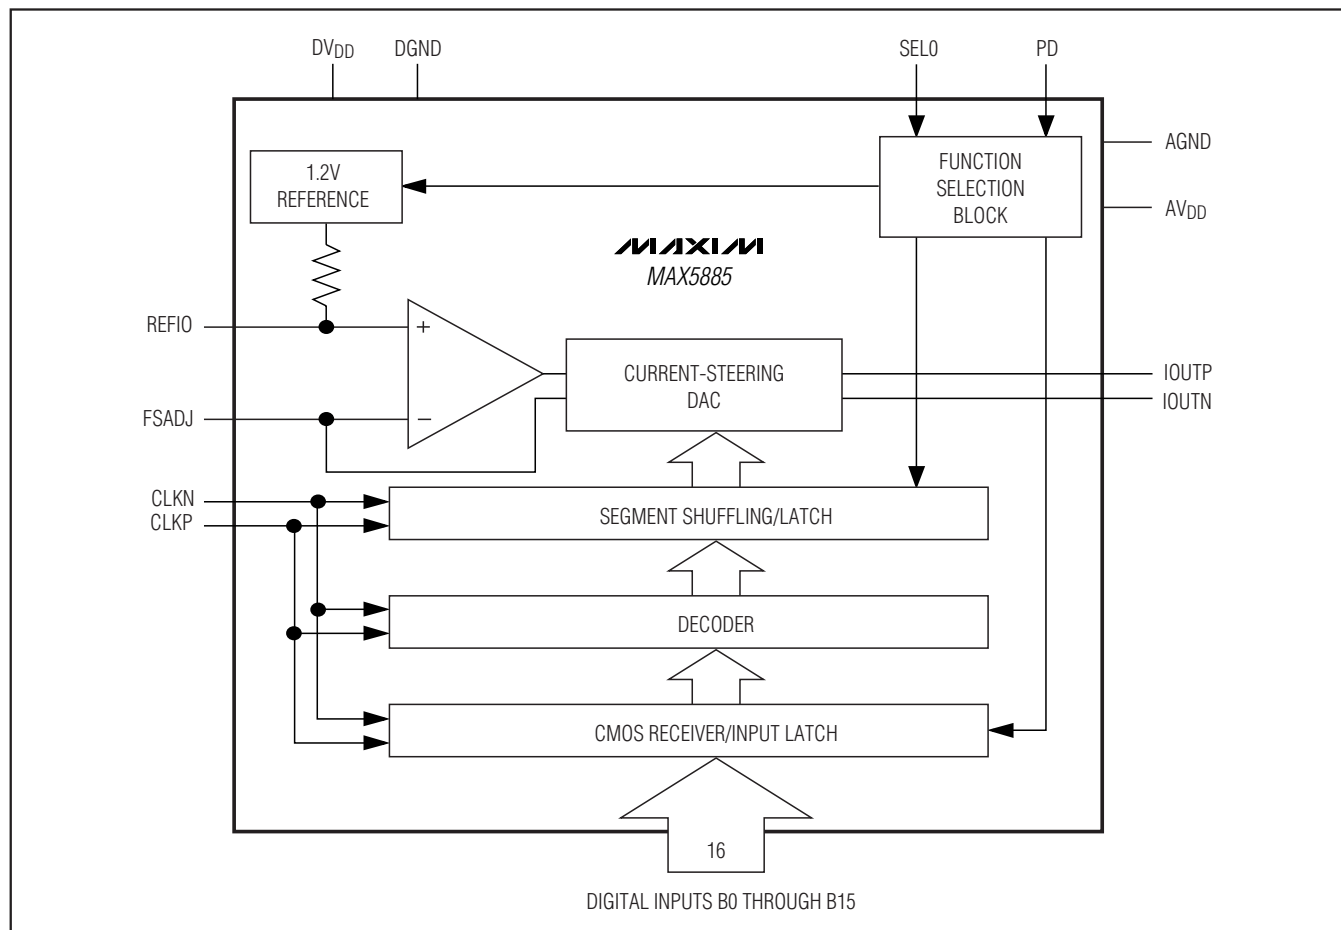 DVDD
DGND
SEL0
PD
AGND
AVDD
1.2V
REFERENCE
FUNCTION
SELECTION
BLOCK
MAXIM
MAX5885
REFIO
+
FSADJ
−
CURRENT-STEERING
DAC
IOUTP
IOUTN
CLKN
CLKP
SEGMENT SHUFFLING/LATCH
DECODER
CMOS RECEIVER/INPUT LATCH
16
DIGITAL INPUTS B0 THROUGH B15